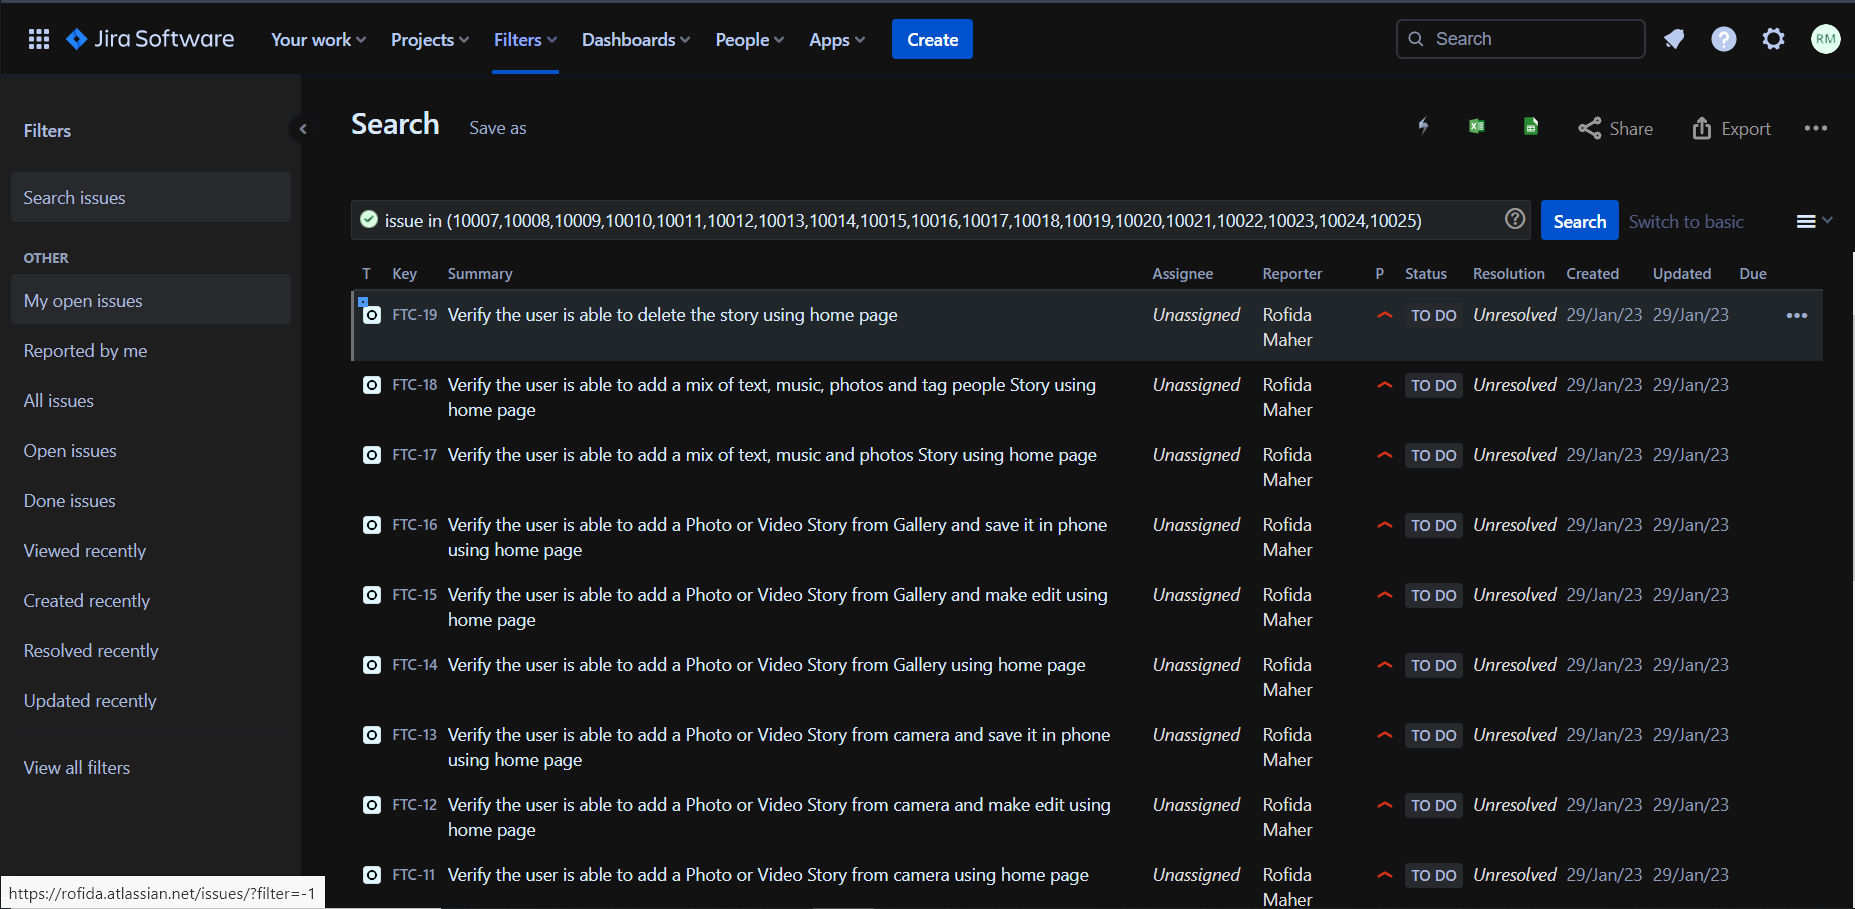 Jira Software Your work Projects Filters Dashboards People Apps Create Search ? RM
Filters
Search issues
OTHER
My open issues
Reported by me
All issues
Open issues
Done issues
Viewed recently
Created recently
Resolved recently
Updated recently
View all filters
Search Save as Share Export
issue in (10007,10008,10009,10010,10011,10012,10013,10014,10015,10016,10017,10018,10019,10020,10021,10022,10023,10024,10025) ? Search Switch to basic
T Key Summary Assignee Reporter P Status Resolution Created Updated Due
FTC-19 Verify the user is able to delete the story using home page Unassigned Rofida TO DO Unresolved 29/Jan/23 29/Jan/23
Maher
FTC-18 Verify the user is able to add a mix of text, music, photos and tag people Story using Unassigned Rofida TO DO Unresolved 29/Jan/23 29/Jan/23
home page Maher
FTC-17 Verify the user is able to add a mix of text, music and photos Story using home page Unassigned Rofida TO DO Unresolved 29/Jan/23 29/Jan/23
Maher
FTC-16 Verify the user is able to add a Photo or Video Story from Gallery and save it in phone Unassigned Rofida TO DO Unresolved 29/Jan/23 29/Jan/23
using home page Maher
FTC-15 Verify the user is able to add a Photo or Video Story from Gallery and make edit using Unassigned Rofida TO DO Unresolved 29/Jan/23 29/Jan/23
home page Maher
FTC-14 Verify the user is able to add a Photo or Video Story from Gallery using home page Unassigned Rofida TO DO Unresolved 29/Jan/23 29/Jan/23
Maher
FTC-13 Verify the user is able to add a Photo or Video Story from camera and save it in phone Unassigned Rofida TO DO Unresolved 29/Jan/23 29/Jan/23
using home page Maher
FTC-12 Verify the user is able to add a Photo or Video Story from camera and make edit using Unassigned Rofida TO DO Unresolved 29/Jan/23 29/Jan/23
home page Maher
FTC-11 Verify the user is able to add a Photo or Video Story from camera using home page Unassigned Rofida TO DO Unresolved 29/Jan/23 29/Jan/23
Maher
https://rofida.atlassian.net/issues/?filter=-1